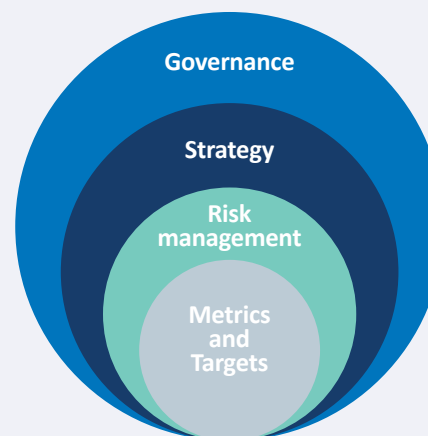 Governance
Strategy
Risk
management
Metrics
and
Targets